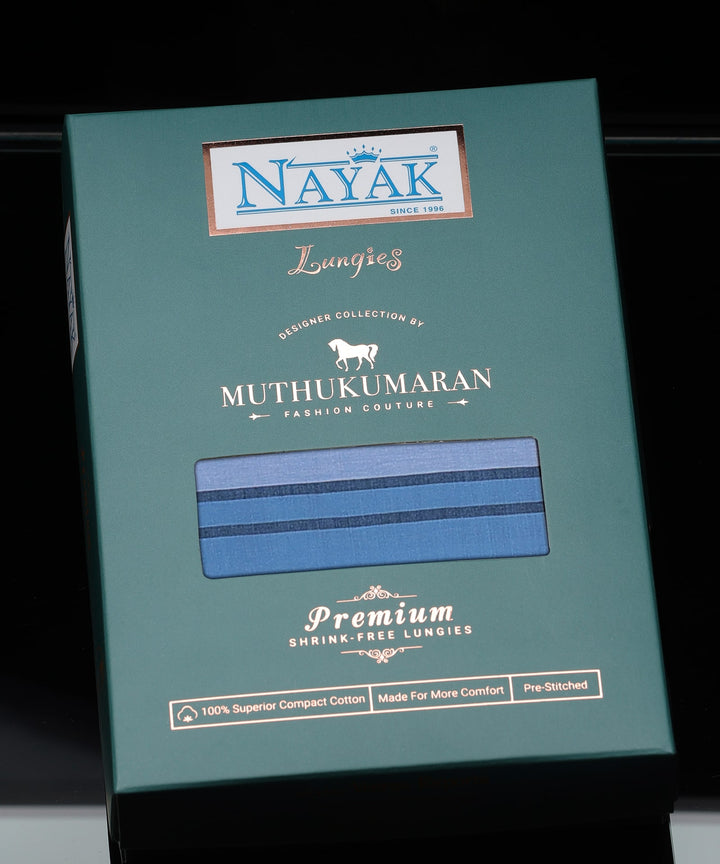 NAYAK®
SINCE 1996
Lungies
DESIGNER COLLECTION BY
MUTHUKUMARAN
FASHION COUTURE
Premium
SHRINK-FREE LUNGIES
100% Superior Compact Cotton
Made For More Comfort
Pre-Stitched